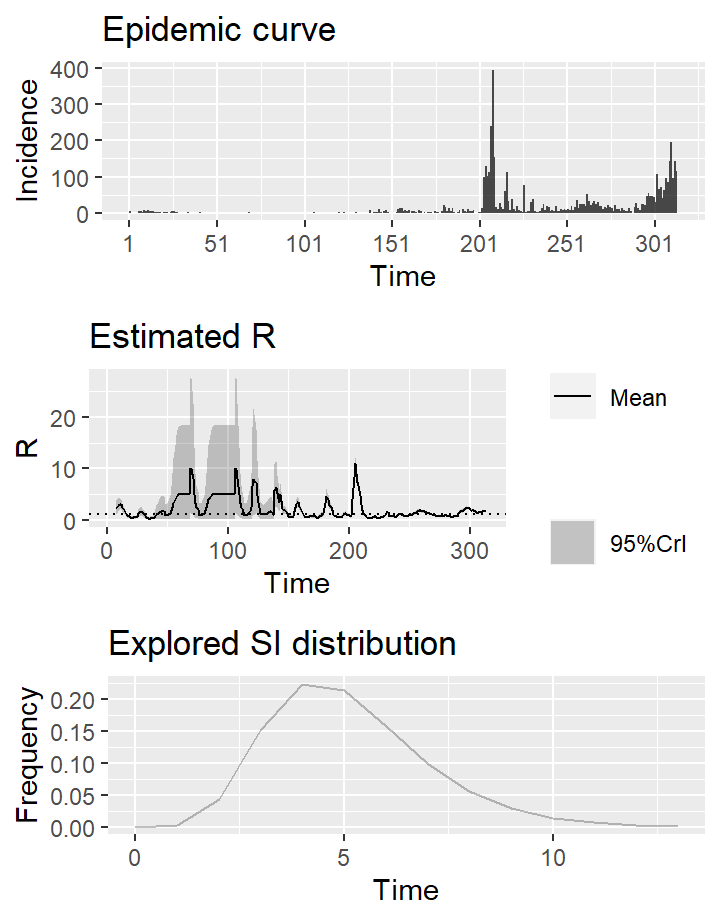 Epidemic curve
400
300
200
100
0
Incidence
1 51 101 151 201 251 301
Time
Estimated R
20
10
0
R
0 100 200 300
Time
Mean
95%CrI
Explored SI distribution
0.20
0.15
0.10
0.05
0.00
Frequency
0 5 10
Time